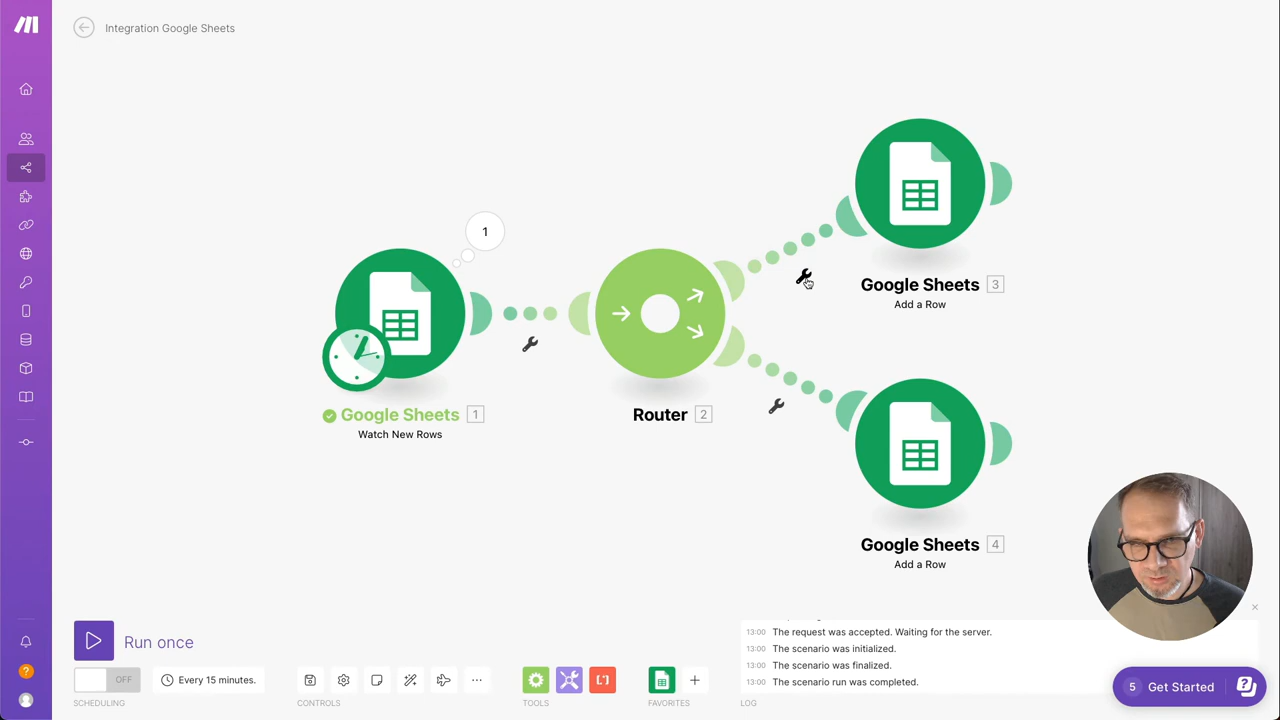 Integration Google Sheets
1
Google Sheets 3
Add a Row
Google Sheets 1
Watch New Rows
Router 2
Google Sheets 4
Add a Row
Run once
OFF
Every 15 minutes.
SCHEDULING
CONTROLS
TOOLS
FAVORITES
LOG
13:00 The request was accepted. Waiting for the server.
13:00 The scenario was initialized.
13:00 The scenario was finalized.
13:00 The scenario run was completed.
5 Get Started